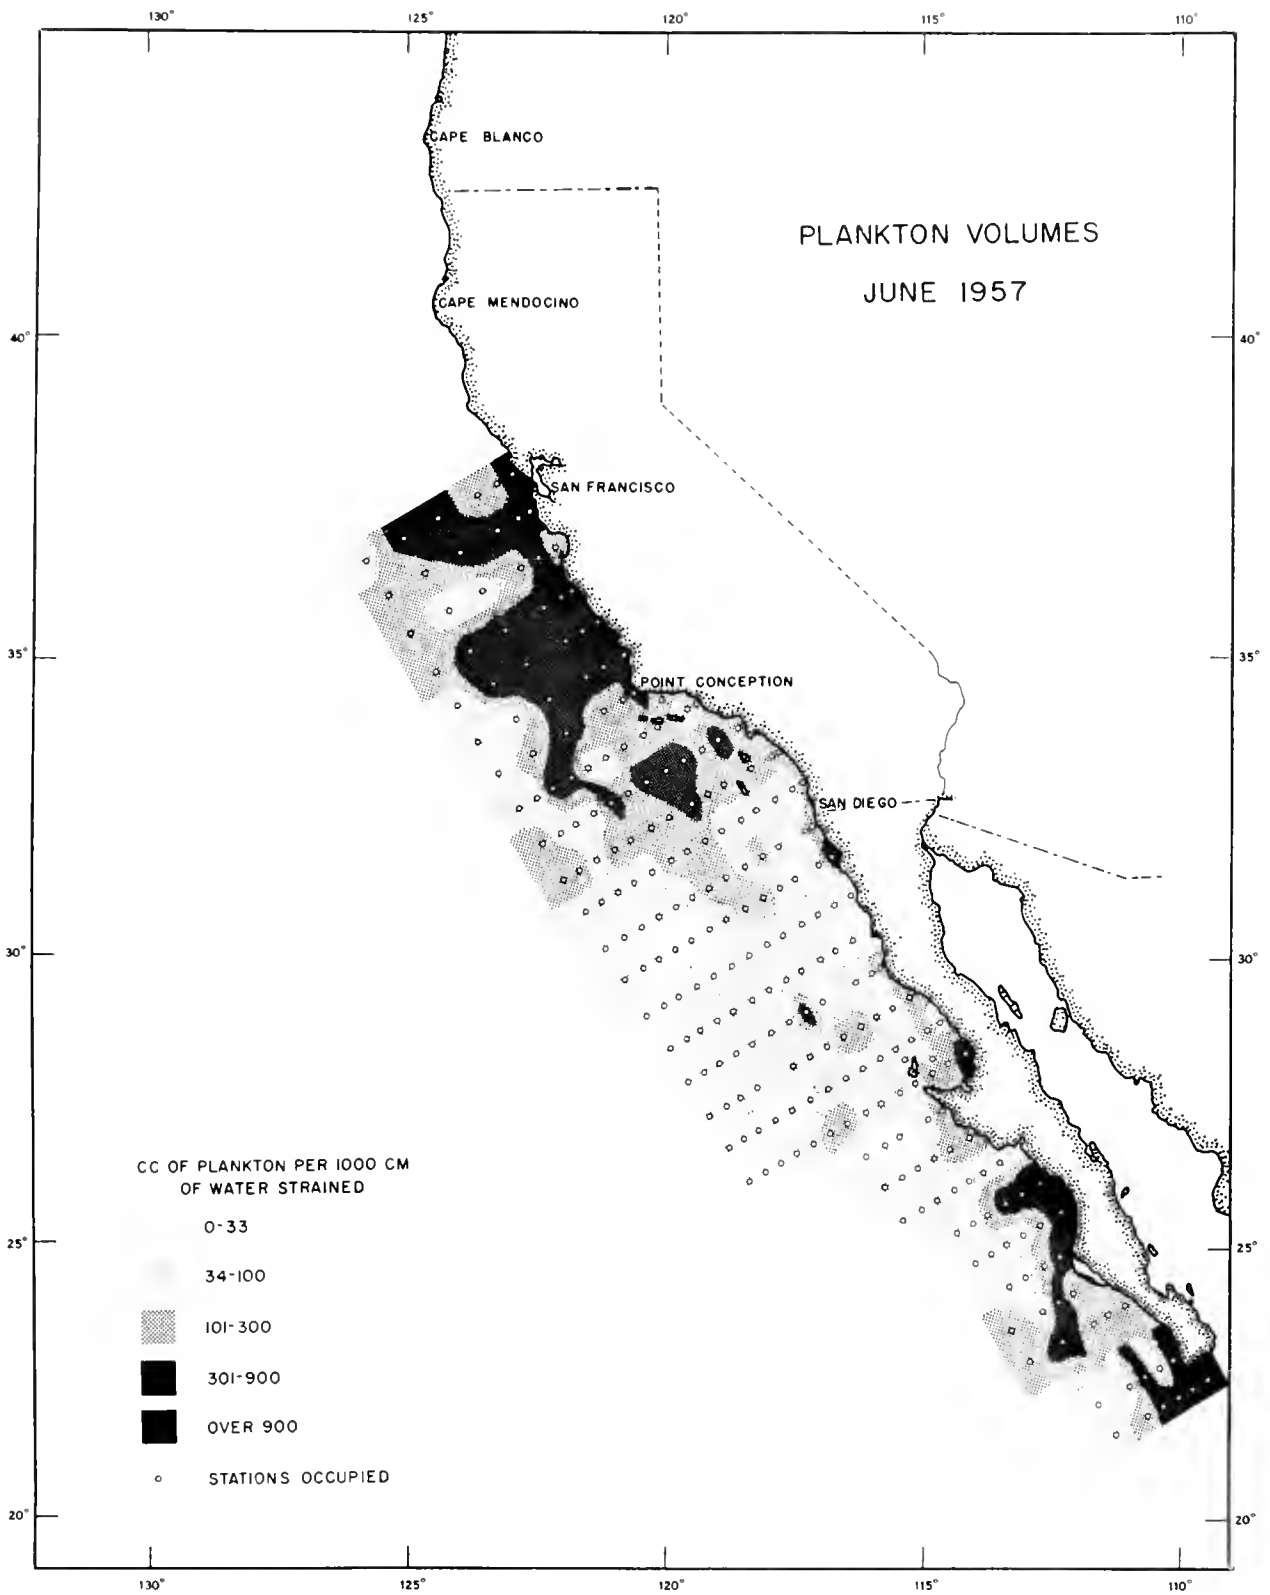 130° 125° 120° 115° 110°
CAPE BLANCO
PLANKTON VOLUMES
JUNE 1957
CAPE MENDOCINO
40° 40°
SAN FRANCISCO
35° 35°
POINT CONCEPTION
SAN DIEGO
30° 30°
CC OF PLANKTON PER 1000 CM
OF WATER STRAINED
0-33
25° 25°
34-100
101-300
301-900
OVER 900
STATIONS OCCUPIED
20° 20°
130° 125° 120° 115° 110°